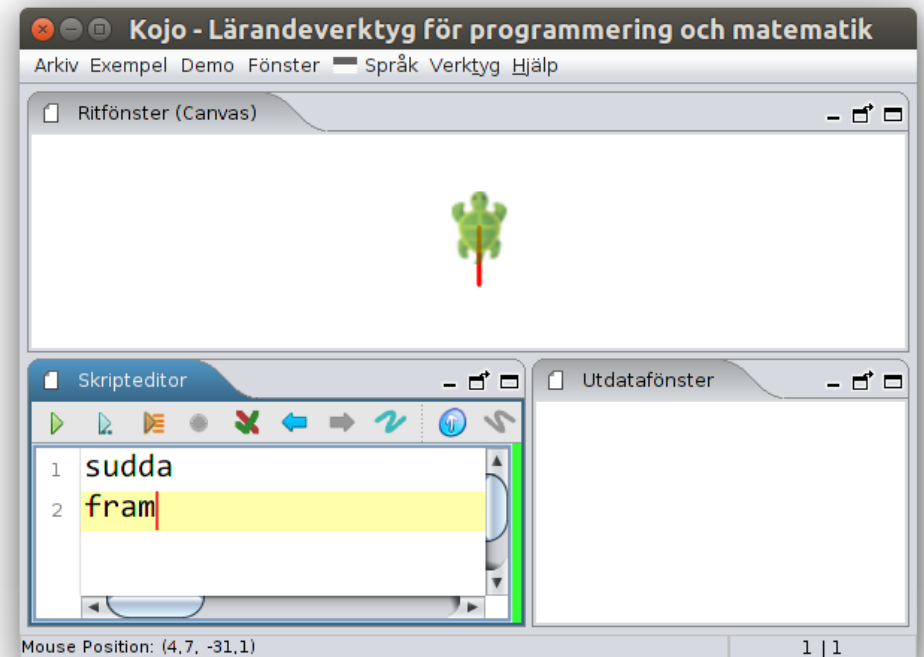 Kojo - Lärandeverktyg för programmering och matematik
Arkiv Exempel Demo Fönster Språk Verktyg Hjälp
Ritfönster (Canvas)
Skripteditor
Utdatafönster
1 sudda
2 fram
Mouse Position: (4,7, -31,1)
1|1